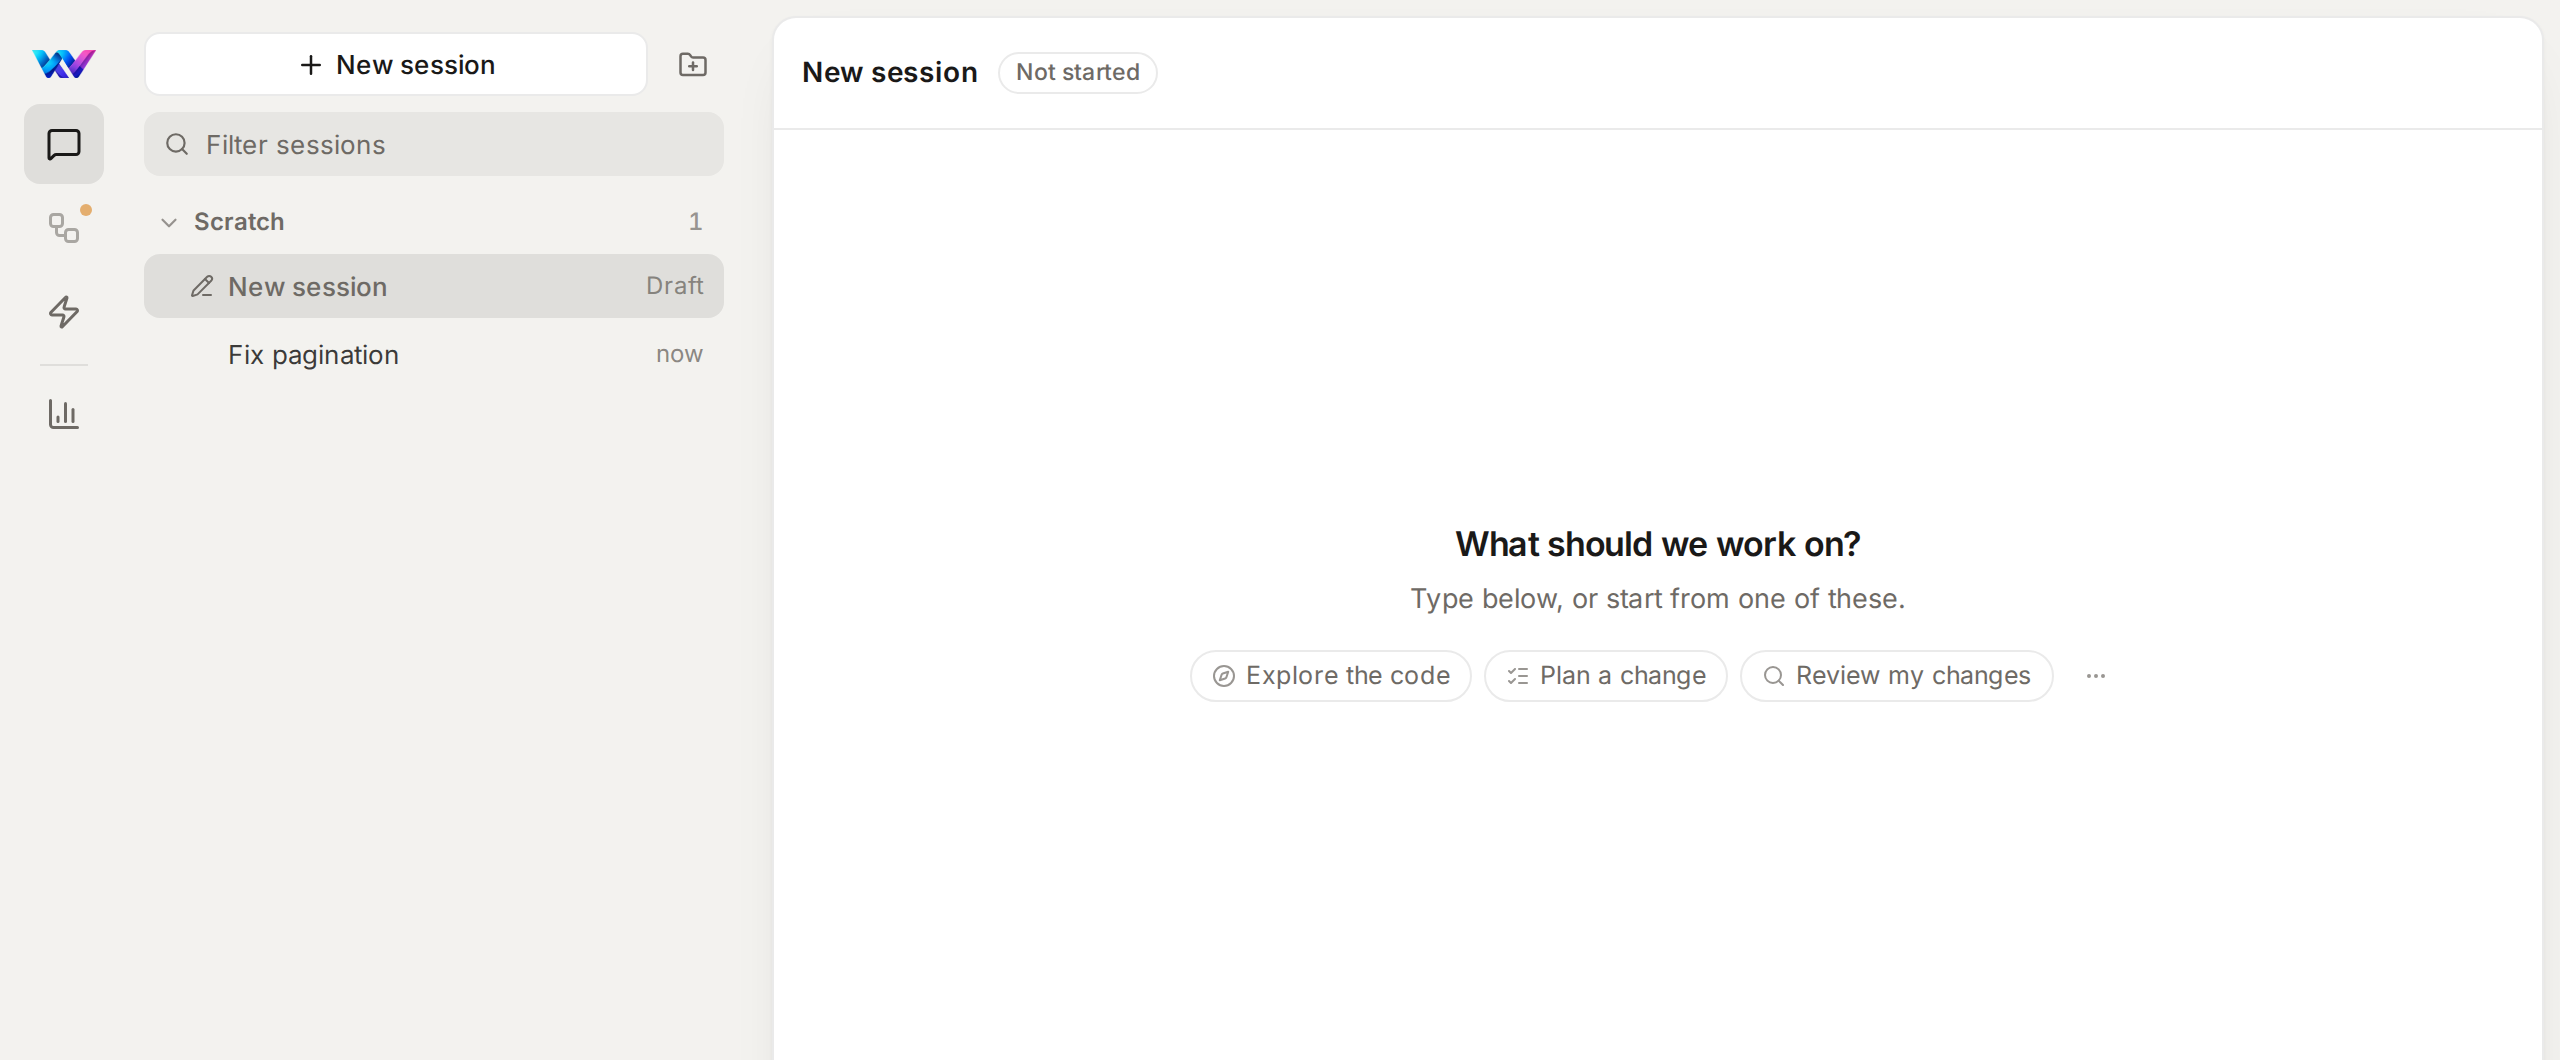 New session
Filter sessions
Scratch 1
New session Draft
Fix pagination now
New session Not started
What should we work on?
Type below, or start from one of these.
Explore the code Plan a change Review my changes